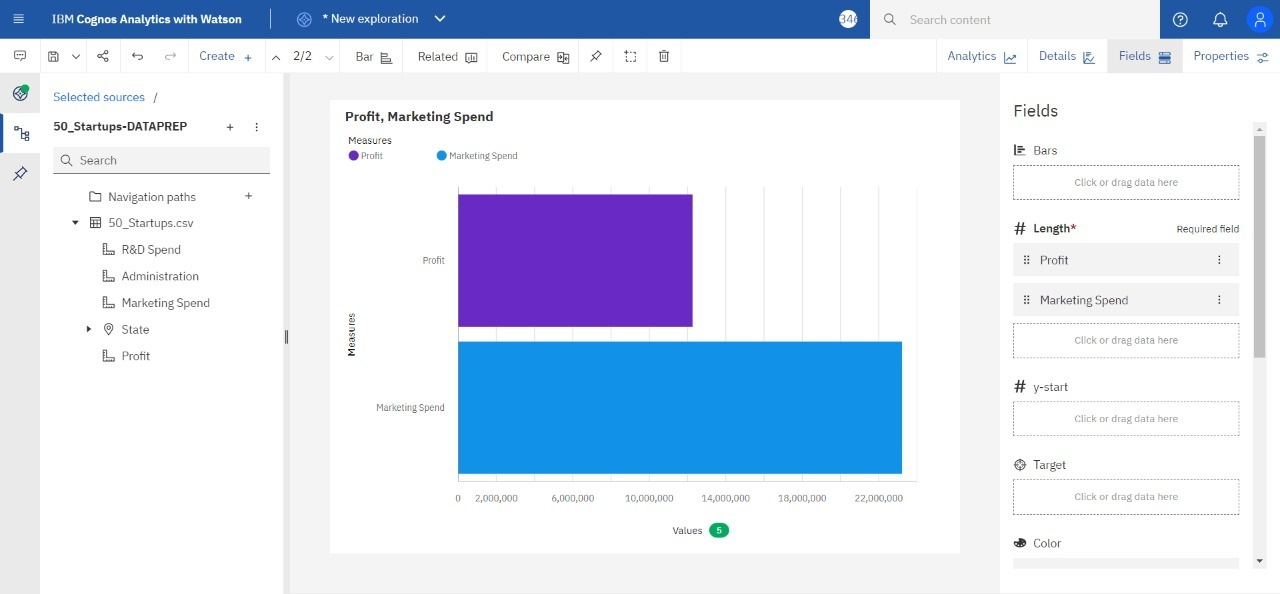 IBM Cognos Analytics with Watson
* New exploration
346
Search content
Create +
2/2
Bar
Related
Compare
Analytics
Details
Fields
Properties
Selected sources /
50_Startups-DATAPREP
Search
Navigation paths
50_Startups.csv
R&D Spend
Administration
Marketing Spend
State
Profit
Profit, Marketing Spend
Measures
Profit Marketing Spend
Profit
Measures
Marketing Spend
0 2,000,000 6,000,000 10,000,000 14,000,000 18,000,000 22,000,000
Values 5
Fields
Bars
Click or drag data here
# Length* Required field
Profit
Marketing Spend
Click or drag data here
# y-start
Click or drag data here
Target
Click or drag data here
Color